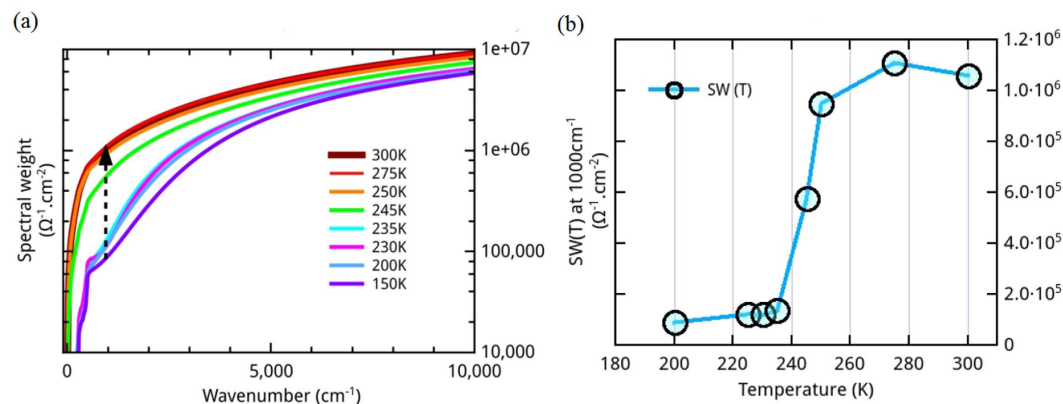 (a)
Spectral weight
(Ω⁻¹.cm⁻²)
1e+07
1e+06
100,000
10,000
300K
275K
250K
245K
235K
230K
200K
150K
0
5,000
10,000
Wavenumber (cm⁻¹)
(b)
SW (T)
SW(T) at 1000cm⁻¹
(Ω⁻¹.cm⁻²)
1.2·10⁶
1.0·10⁶
8.0·10⁵
6.0·10⁵
4.0·10⁵
2.0·10⁵
0
180
200
220
240
260
280
300
Temperature (K)